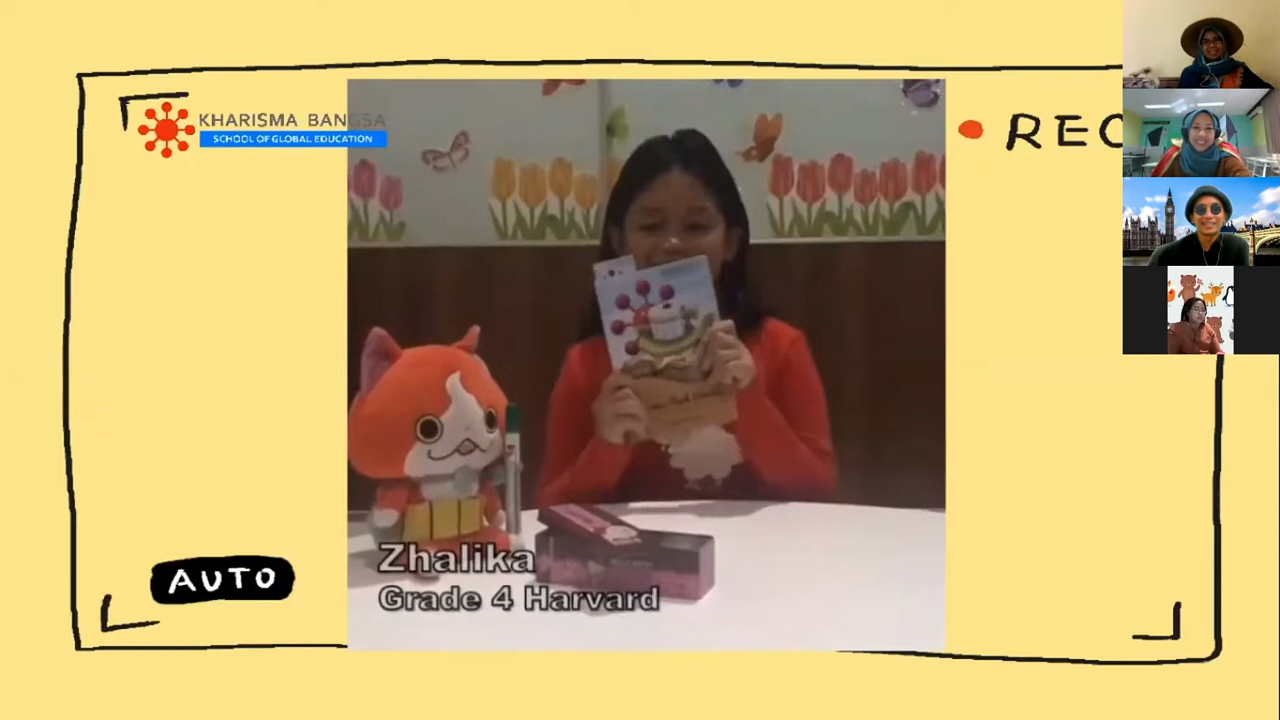 KHARISMA BANGSA
SCHOOL OF GLOBAL EDUCATION
REC
AUTO
Zhalika
Grade 4 Harvard